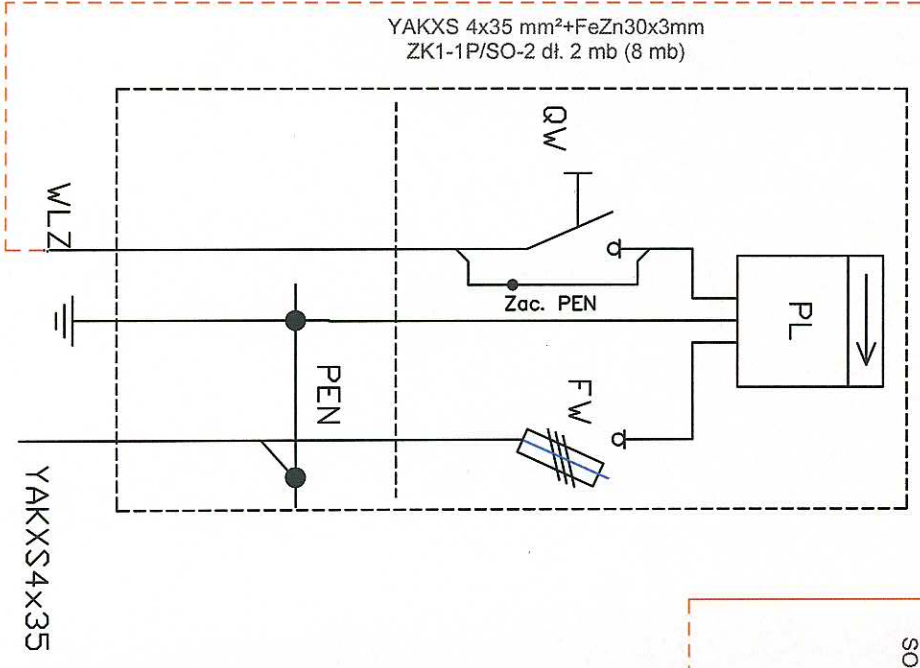 YAKXS 4x35 mm²+FeZn30x3mm
ZK1-1P/SO-2 dł. 2 mb (8 mb)
QW
WLZ
Zac. PEN
PL
PEN
FW
YAKXS4x35
SO